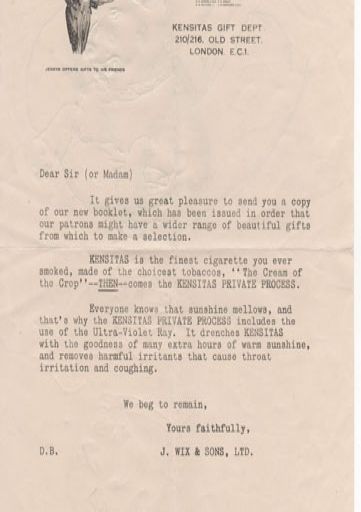 KENSITAS GIFT DEPT
210/216, OLD STREET.
LONDON. E.C.1.
JENKYN OFFERS GIFTS TO HIS FRIENDS
Dear Sir (or Madam)
It gives us great pleasure to send you a copy
of our new booklet, which has been issued in order that
our patrons might have a wider range of beautiful gifts
from which to make a selection.
KENSITAS is the finest cigarette you ever
smoked, made of the choicest tobaccos, "The Cream of
the Crop"--THEN--comes the KENSITAS PRIVATE PROCESS.
Everyone knows that sunshine mellows, and
that's why the KENSITAS PRIVATE PROCESS includes the
use of the Ultra-Violet Ray. It drenches KENSITAS
with the goodness of many extra hours of warm sunshine,
and removes harmful irritants that cause throat
irritation and coughing.
We beg to remain,
Yours faithfully,
D.B. J. WIX & SONS, LTD.